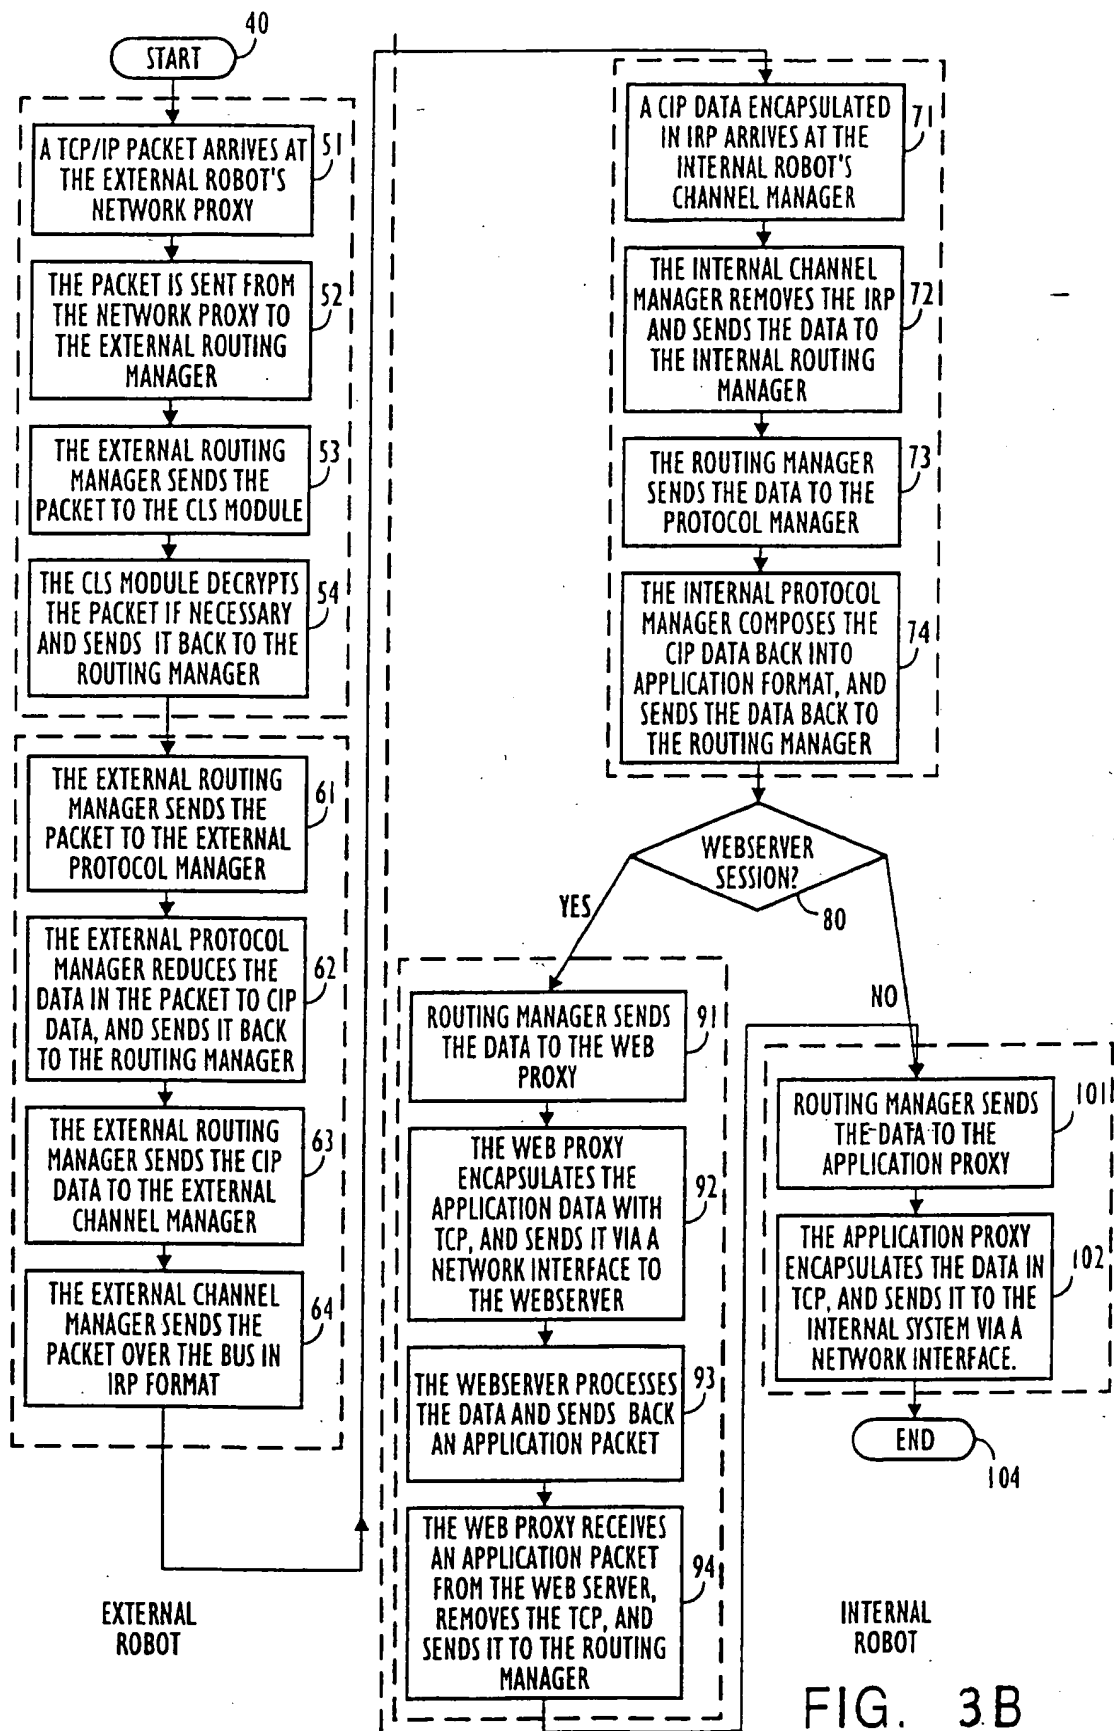 START
40
A TCP/IP PACKET ARRIVES AT
THE EXTERNAL ROBOT'S
NETWORK PROXY
51
THE PACKET IS SENT FROM
THE NETWORK PROXY TO
THE EXTERNAL ROUTING
MANAGER
52
THE EXTERNAL ROUTING
MANAGER SENDS THE
PACKET TO THE CLS MODULE
53
THE CLS MODULE DECRYPTS
THE PACKET IF NECESSARY
AND SENDS IT BACK TO THE
ROUTING MANAGER
54
THE EXTERNAL ROUTING
MANAGER SENDS THE
PACKET TO THE EXTERNAL
PROTOCOL MANAGER
61
THE EXTERNAL PROTOCOL
MANAGER REDUCES THE
DATA IN THE PACKET TO CIP
DATA, AND SENDS IT BACK
TO THE ROUTING MANAGER
62
THE EXTERNAL ROUTING
MANAGER SENDS THE CIP
DATA TO THE EXTERNAL
CHANNEL MANAGER
63
THE EXTERNAL CHANNEL
MANAGER SENDS THE
PACKET OVER THE BUS IN
IRP FORMAT
64
EXTERNAL
ROBOT
A CIP DATA ENCAPSULATED
IN IRP ARRIVES AT THE
INTERNAL ROBOT'S
CHANNEL MANAGER
71
THE INTERNAL CHANNEL
MANAGER REMOVES THE IRP
AND SENDS THE DATA TO
THE INTERNAL ROUTING
MANAGER
72
THE ROUTING MANAGER
SENDS THE DATA TO THE
PROTOCOL MANAGER
73
THE INTERNAL PROTOCOL
MANAGER COMPOSES THE
CIP DATA BACK INTO
APPLICATION FORMAT, AND
SENDS THE DATA BACK TO
THE ROUTING MANAGER
74
WEBSERVER
SESSION?
80
YES
NO
ROUTING MANAGER SENDS
THE DATA TO THE WEB
PROXY
91
THE WEB PROXY
ENCAPSULATES THE
APPLICATION DATA WITH
TCP, AND SENDS IT VIA A
NETWORK INTERFACE TO
THE WEBSERVER
92
THE WEBSERVER PROCESSES
THE DATA AND SENDS BACK
AN APPLICATION PACKET
93
THE WEB PROXY RECEIVES
AN APPLICATION PACKET
FROM THE WEB SERVER,
REMOVES THE TCP, AND
SENDS IT TO THE ROUTING
MANAGER
94
ROUTING MANAGER SENDS
THE DATA TO THE
APPLICATION PROXY
101
THE APPLICATION PROXY
ENCAPSULATES THE DATA IN
TCP, AND SENDS IT TO THE
INTERNAL SYSTEM VIA A
NETWORK INTERFACE.
102
END
104
INTERNAL
ROBOT
FIG. 3B